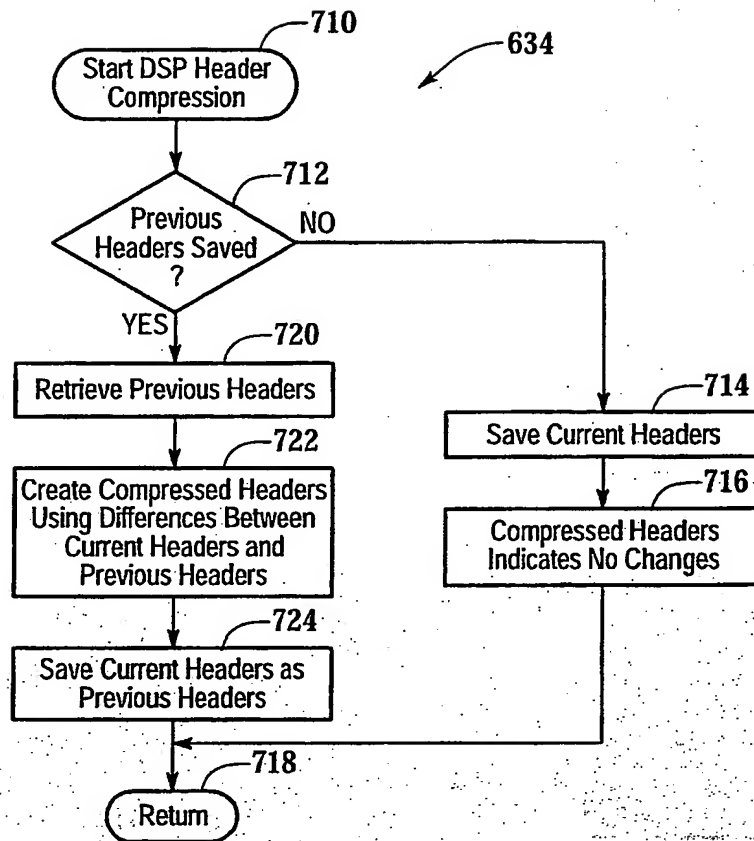 710
634
Start DSP Header
Compression
712
Previous
Headers Saved
?
NO
YES
720
Retrieve Previous Headers
714
Save Current Headers
722
Create Compressed Headers
Using Differences Between
Current Headers and
Previous Headers
716
Compressed Headers
Indicates No Changes
724
Save Current Headers as
Previous Headers
718
Return